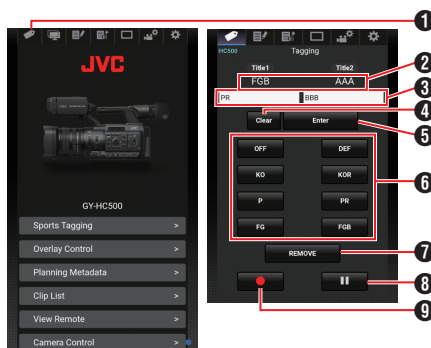 1
JVC
GY-HC500
Sports Tagging >
Overlay Control >
Planning Metadata >
Clip List >
View Remote >
Camera Control >
HC500 Tagging
Title1 Title2
2
FGB AAA
3
PR BBB
4
Clear Enter
5
OFF DEF
KO KOR
6
P PR
FG FGB
7
REMOVE
8
9